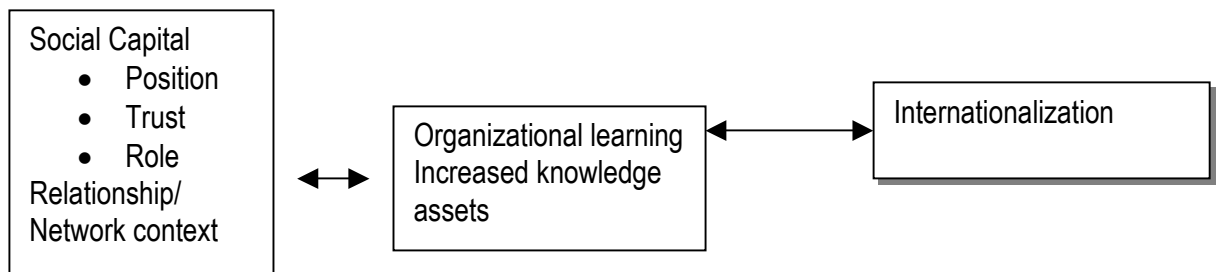 Social Capital
● Position
● Trust
● Role
Relationship/
Network context
Organizational learning
Increased knowledge
assets
Internationalization